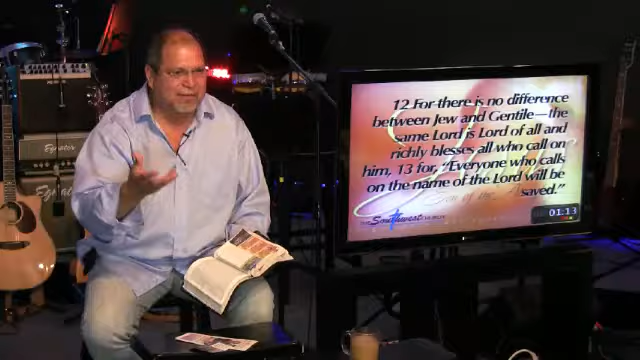 12 For there is no difference
between Jew and Gentile—the
same Lord is Lord of all and
richly blesses all who call on
him, 13 for, “Everyone who calls
on the name of the Lord will be
saved.”
Southwest
01:13